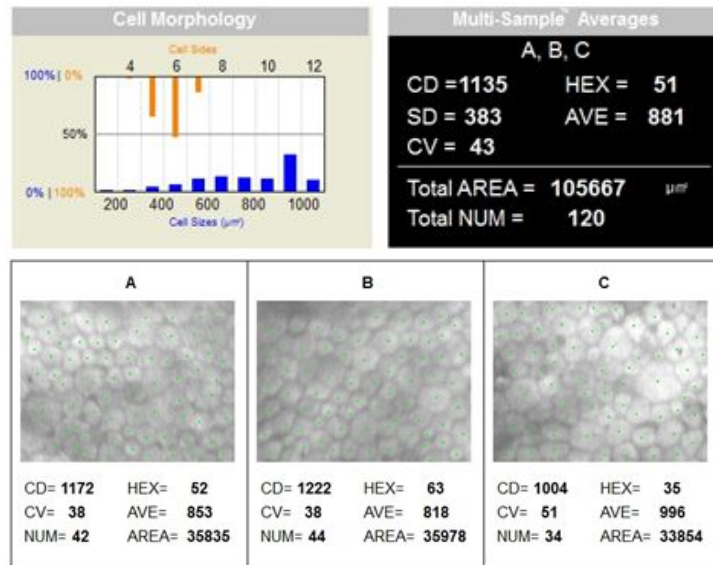 Cell Morphology
Cell Sides
4 6 8 10 12
100% | 0%
50%
0% | 100%
200 400 600 800 1000
Cell Sizes (μm²)
Multi-Sample™ Averages
A, B, C
CD =1135 HEX= 51
SD = 383 AVE = 881
CV = 43
Total AREA = 105667 μm²
Total NUM = 120
A
CD= 1172 HEX= 52
CV= 38 AVE= 853
NUM= 42 AREA= 35835
B
CD= 1222 HEX= 63
CV= 38 AVE= 818
NUM= 44 AREA= 35978
C
CD= 1004 HEX= 35
CV= 51 AVE= 996
NUM= 34 AREA= 33854